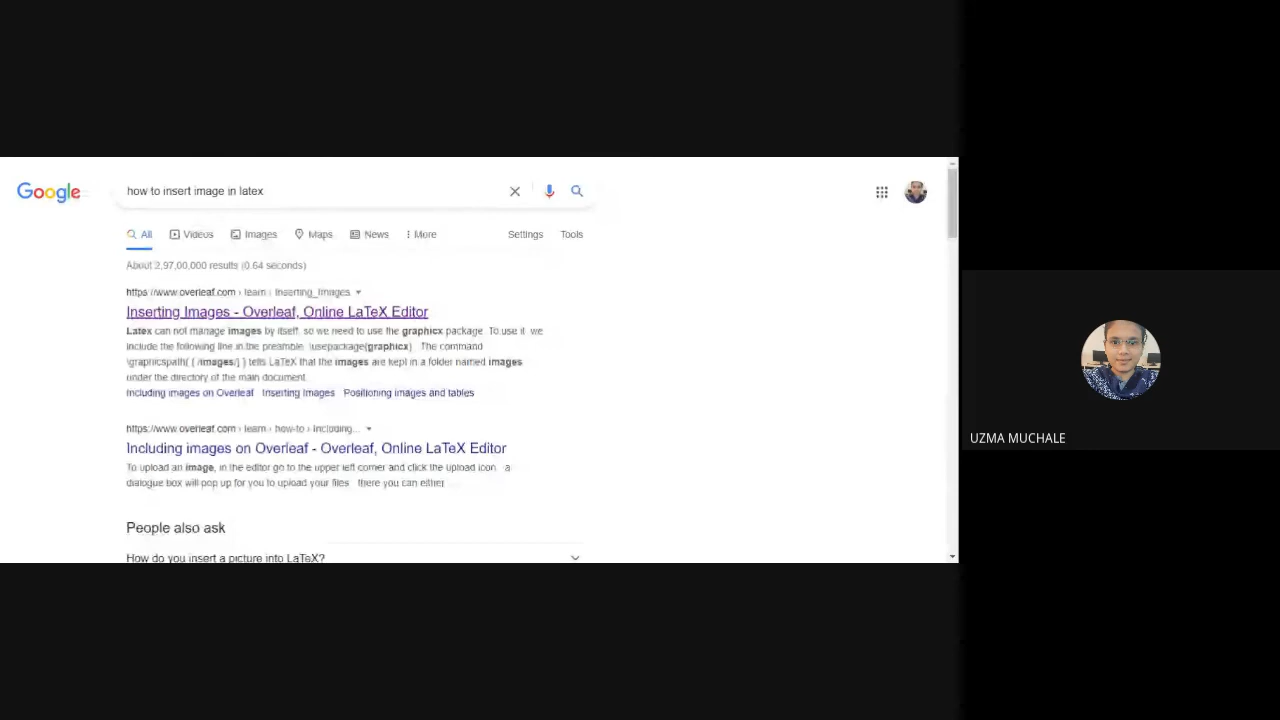 Google
how to insert image in latex
All Videos Images Maps News More Settings Tools
About 2,97,00,000 results (0.64 seconds)
https://www.overleaf.com › learn › Inserting_Images
Inserting Images - Overleaf, Online LaTeX Editor
Latex can not manage images by itself, so we need to use the graphicx package. To use it, we
include the following line in the preamble: \usepackage{graphicx} . The command
\graphicspath{ {./images/} } tells LaTeX that the images are kept in a folder named images
under the directory of the main document.
Including images on Overleaf Inserting Images Positioning images and tables
https://www.overleaf.com › learn › how-to › Including...
Including images on Overleaf - Overleaf, Online LaTeX Editor
To upload an image, in the editor go to the upper left corner and click the upload icon . a
dialogue box will pop up for you to upload your files . there you can either
People also ask
How do you insert a picture into LaTeX?
UZMA MUCHALE